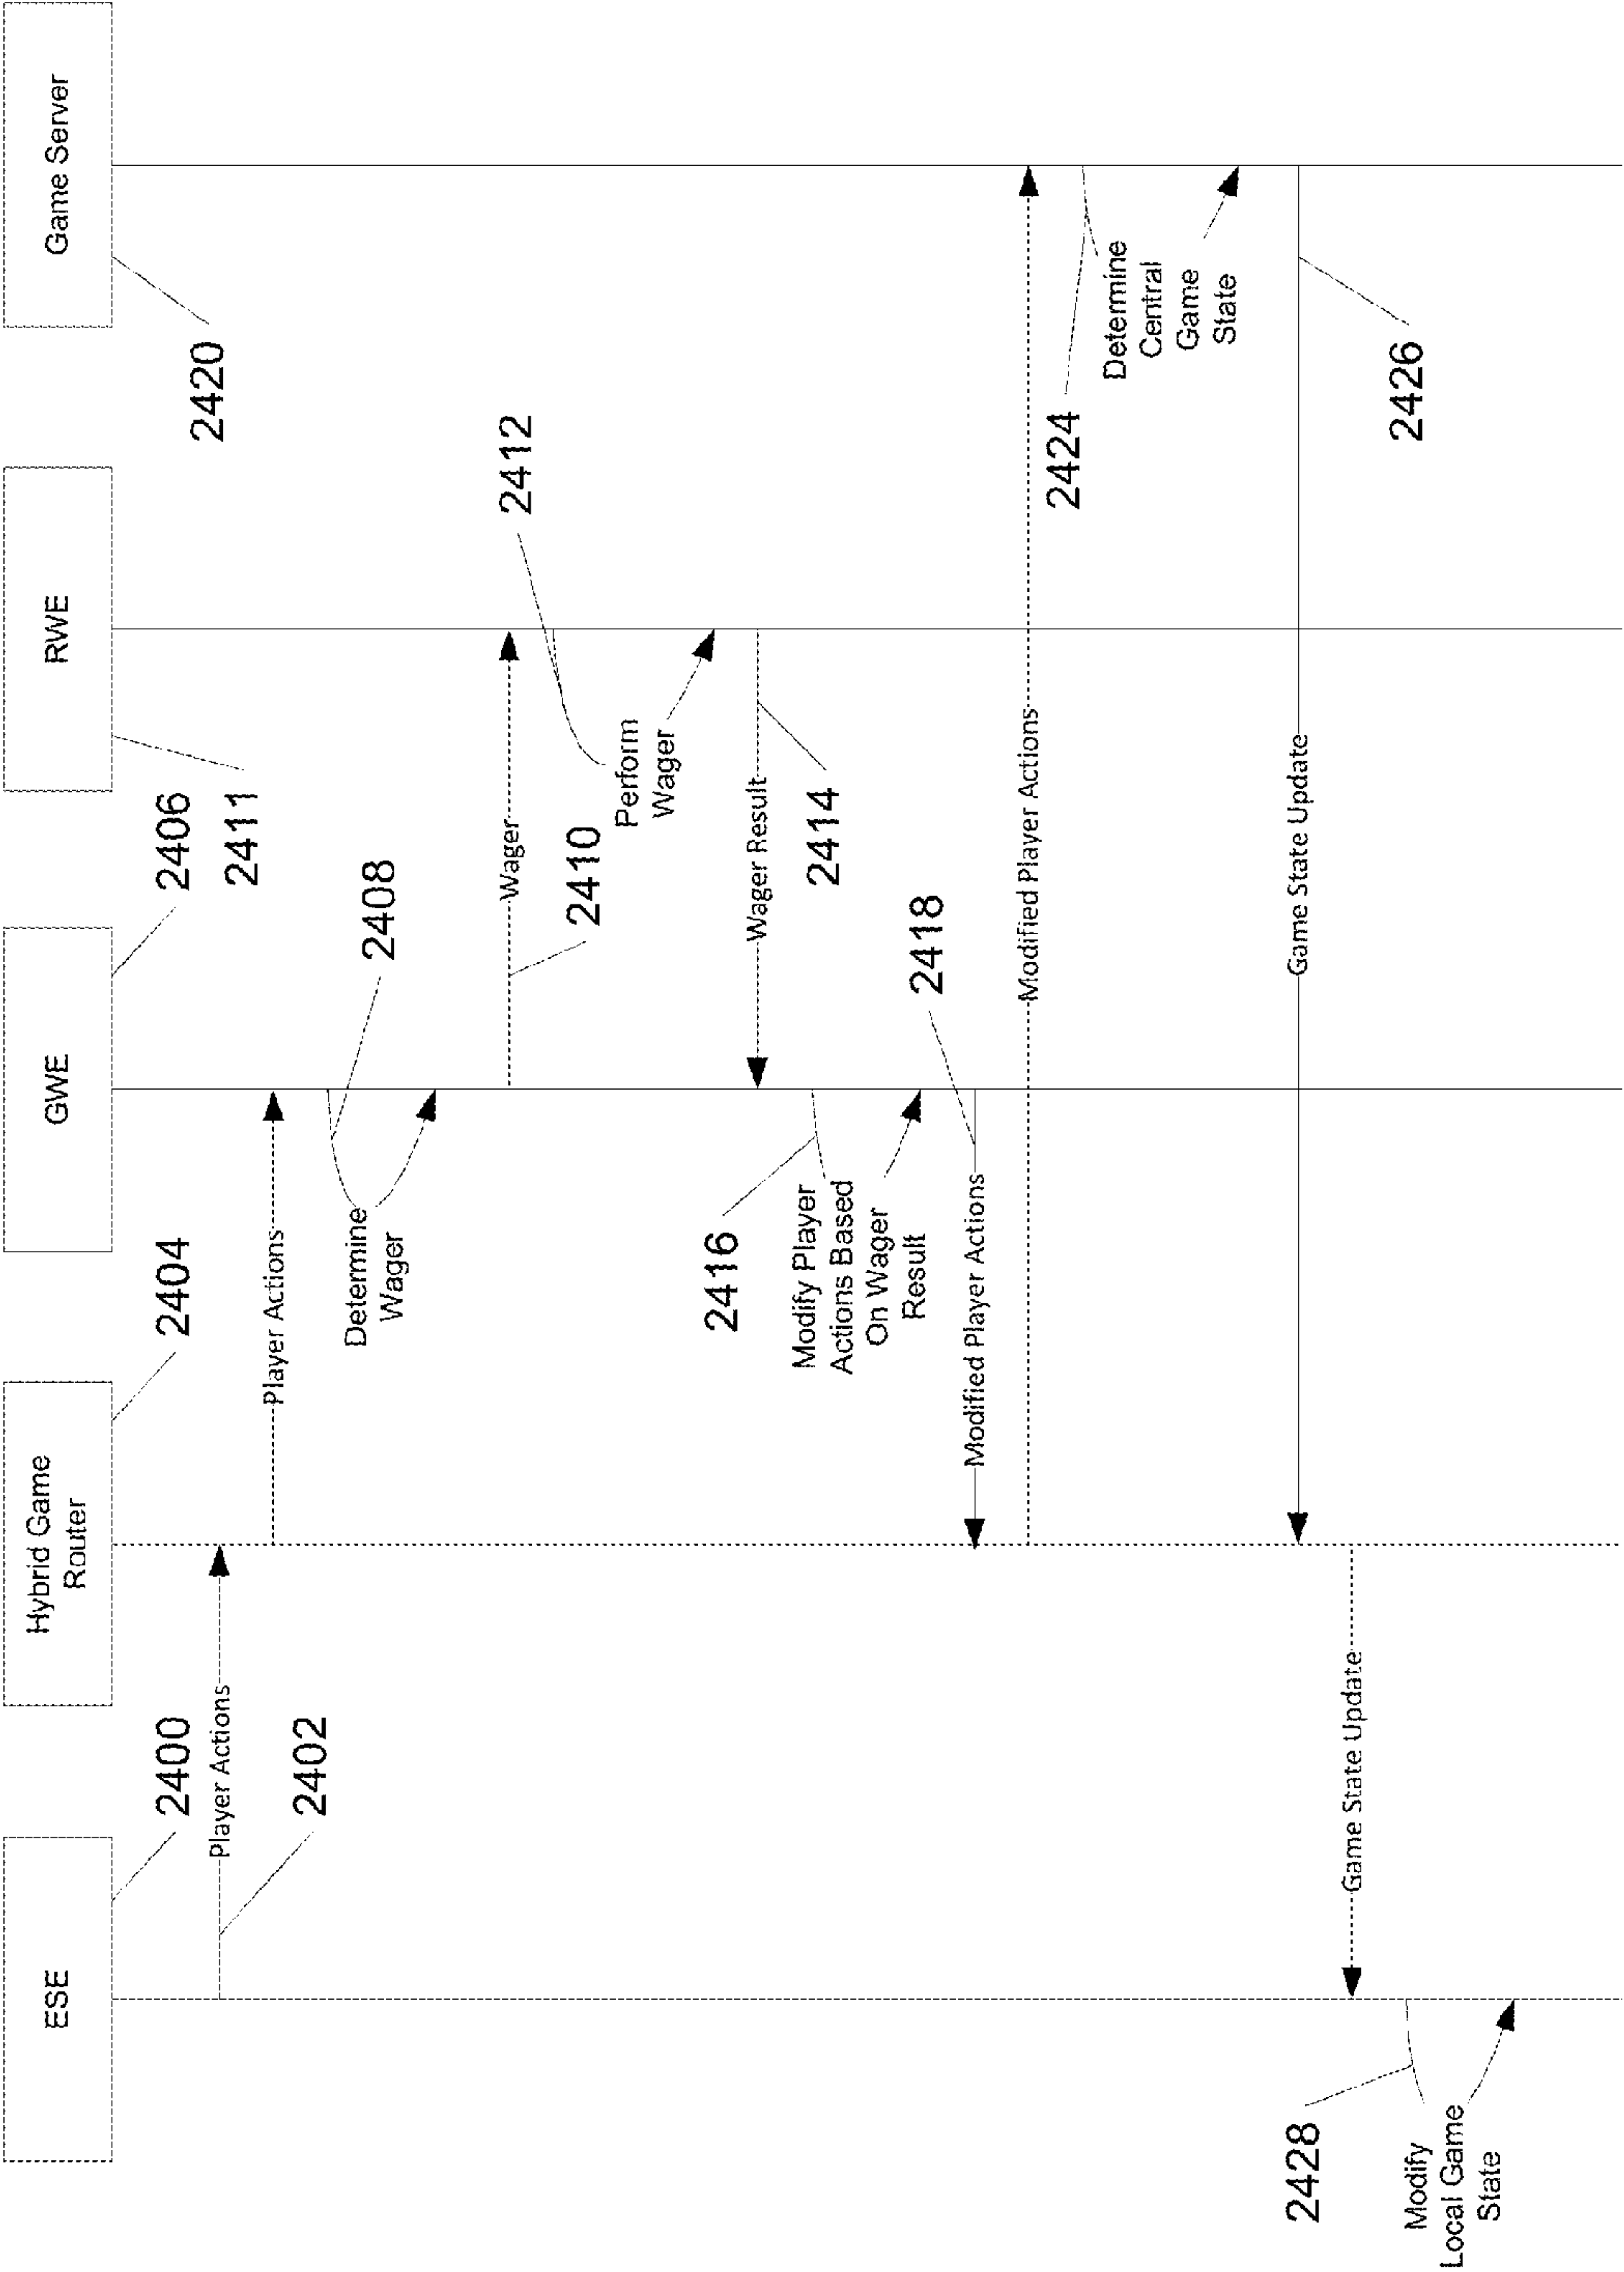 ESE
Hybrid Game
Router
GWE
RWE
Game Server
2400
2404
2406
2411
2420
Player Actions
2402
Player Actions
2408
Determine
Wager
Wager
2410
2412
Perform
Wager
Wager Result
2414
2416
Modify Player
Actions Based
On Wager
Result
2418
Modified Player Actions
Modified Player Actions
2424
Determine
Central
Game
State
Game State Update
2426
Game State Update
2428
Modify
Local Game
State